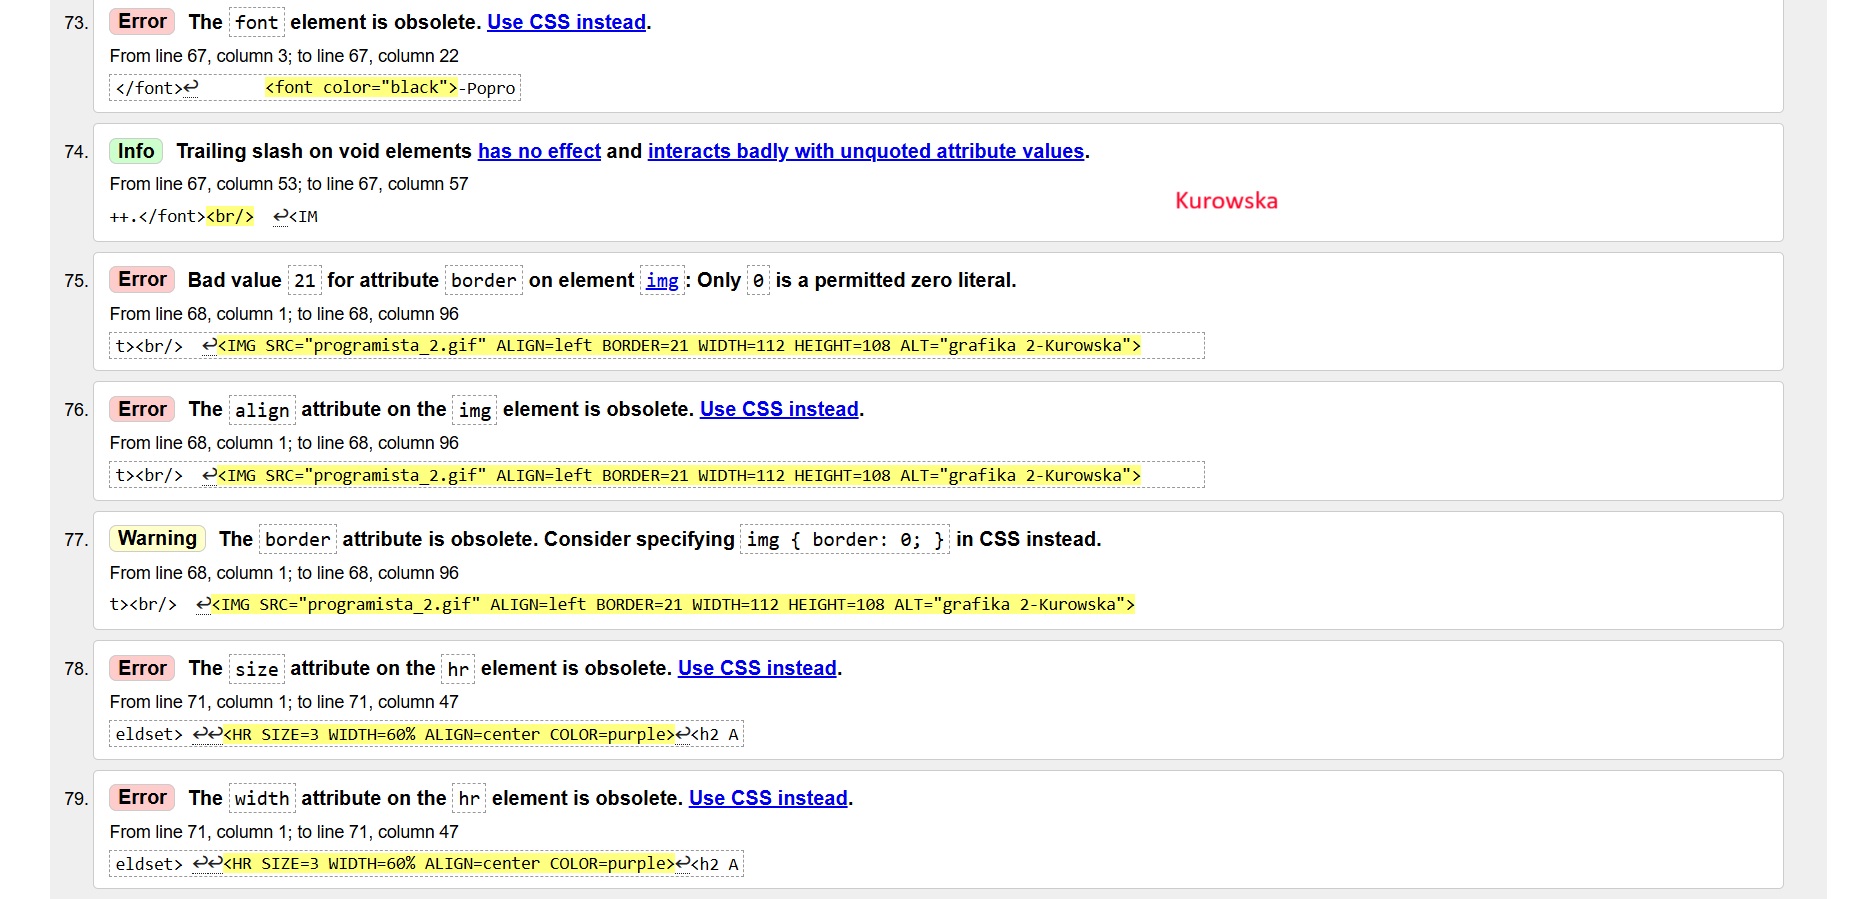 73. Error The font element is obsolete. Use CSS instead.
From line 67, column 3; to line 67, column 22
</font>↩ <font color="black">-Popro
74. Info Trailing slash on void elements has no effect and interacts badly with unquoted attribute values.
From line 67, column 53; to line 67, column 57
Kurowska
++.</font><br/> ↩<IM
75. Error Bad value 21 for attribute border on element img: Only 0 is a permitted zero literal.
From line 68, column 1; to line 68, column 96
t><br/> ↩<IMG SRC="programista_2.gif" ALIGN=left BORDER=21 WIDTH=112 HEIGHT=108 ALT="grafika 2-Kurowska">
76. Error The align attribute on the img element is obsolete. Use CSS instead.
From line 68, column 1; to line 68, column 96
t><br/> ↩<IMG SRC="programista_2.gif" ALIGN=left BORDER=21 WIDTH=112 HEIGHT=108 ALT="grafika 2-Kurowska">
77. Warning The border attribute is obsolete. Consider specifying img { border: 0; } in CSS instead.
From line 68, column 1; to line 68, column 96
t><br/> ↩<IMG SRC="programista_2.gif" ALIGN=left BORDER=21 WIDTH=112 HEIGHT=108 ALT="grafika 2-Kurowska">
78. Error The size attribute on the hr element is obsolete. Use CSS instead.
From line 71, column 1; to line 71, column 47
eldset> ↩↩<HR SIZE=3 WIDTH=60% ALIGN=center COLOR=purple>↩<h2 A
79. Error The width attribute on the hr element is obsolete. Use CSS instead.
From line 71, column 1; to line 71, column 47
eldset> ↩↩<HR SIZE=3 WIDTH=60% ALIGN=center COLOR=purple>↩<h2 A